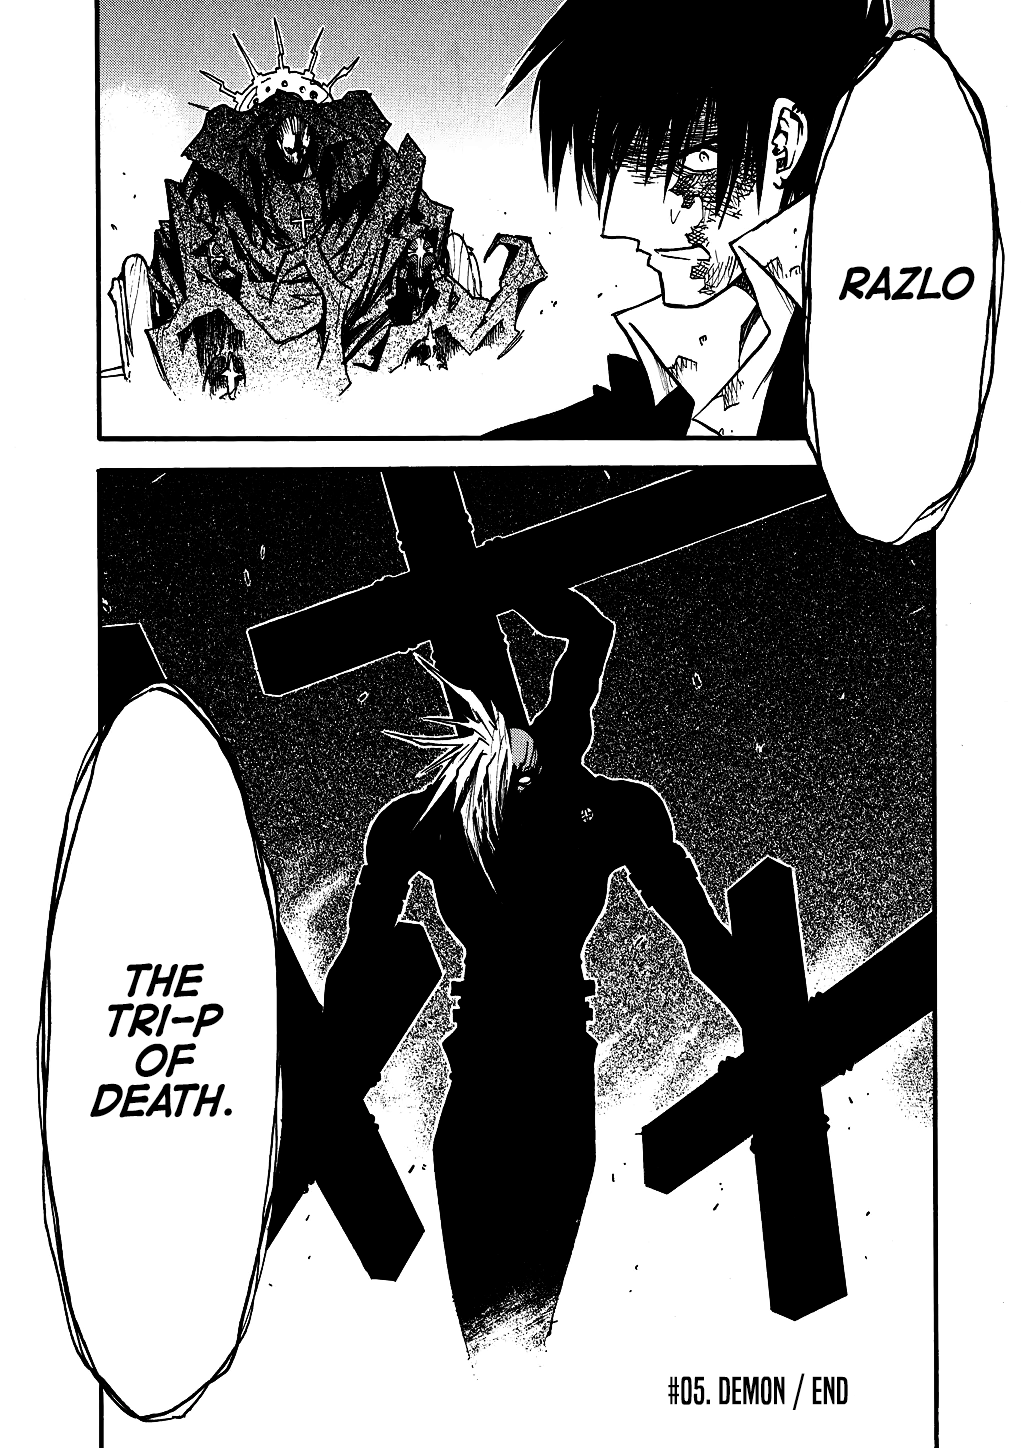 RAZLO
THE
TRI-P
OF
DEATH.
#05. DEMON / END